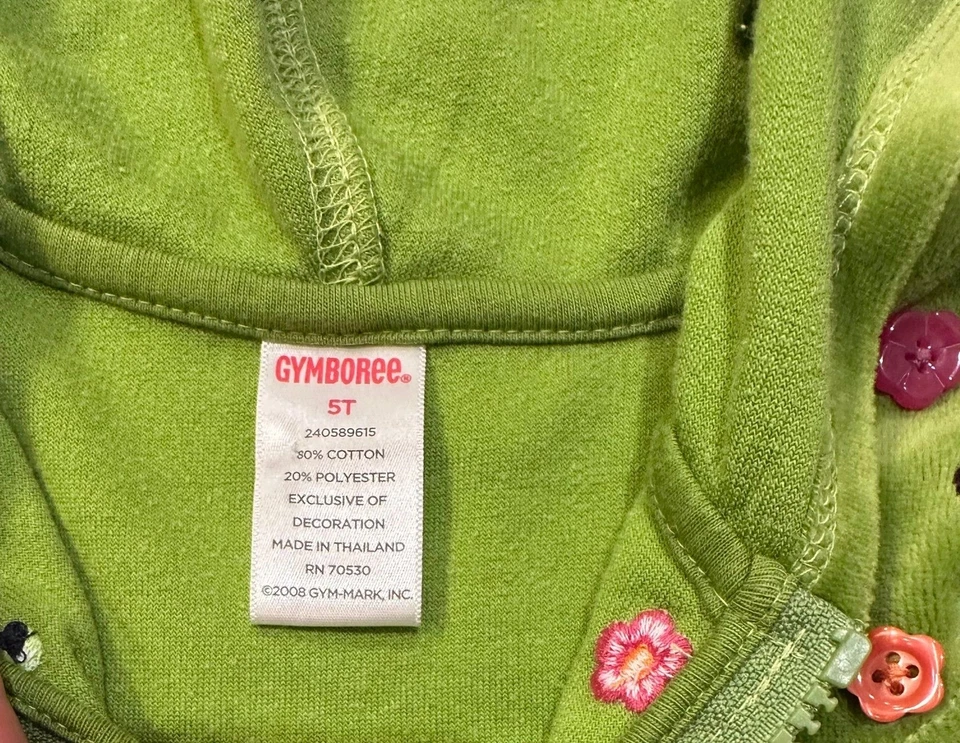 GYMBOREE®
5T
240589615
80% COTTON
20% POLYESTER
EXCLUSIVE OF
DECORATION
MADE IN THAILAND
RN 70530
©2008 GYM-MARK, INC.